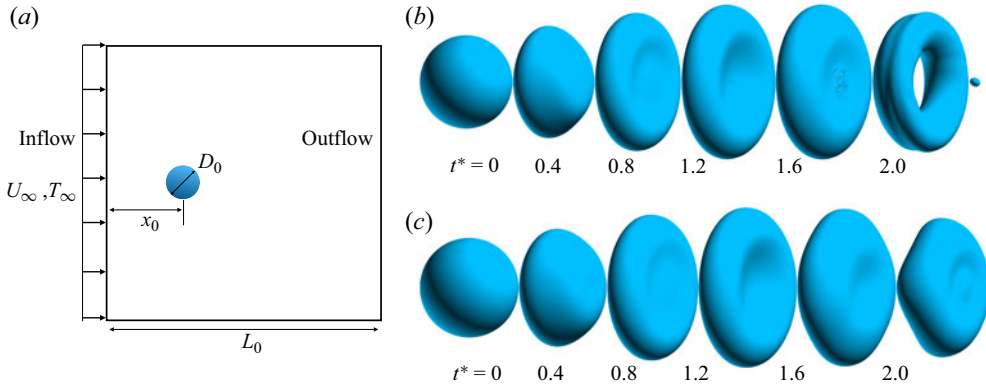 (a)
Inflow
Outflow
D₀
U∞ ,T∞
x₀
L₀
(b)
t* = 0 0.4 0.8 1.2 1.6 2.0
(c)
t* = 0 0.4 0.8 1.2 1.6 2.0